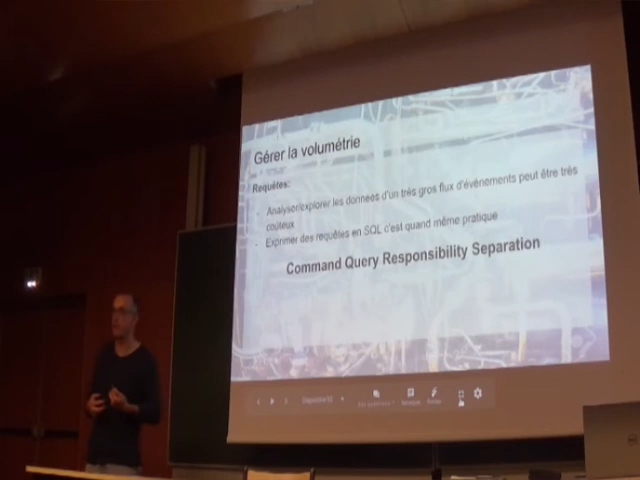 Gérer la volumétrie
Requêtes:
- Analyser/explorer les données d'un très gros flux d'événements peut être très
coûteux
- Exprimer des requêtes en SQL c'est quand même pratique
Command Query Responsibility Separation